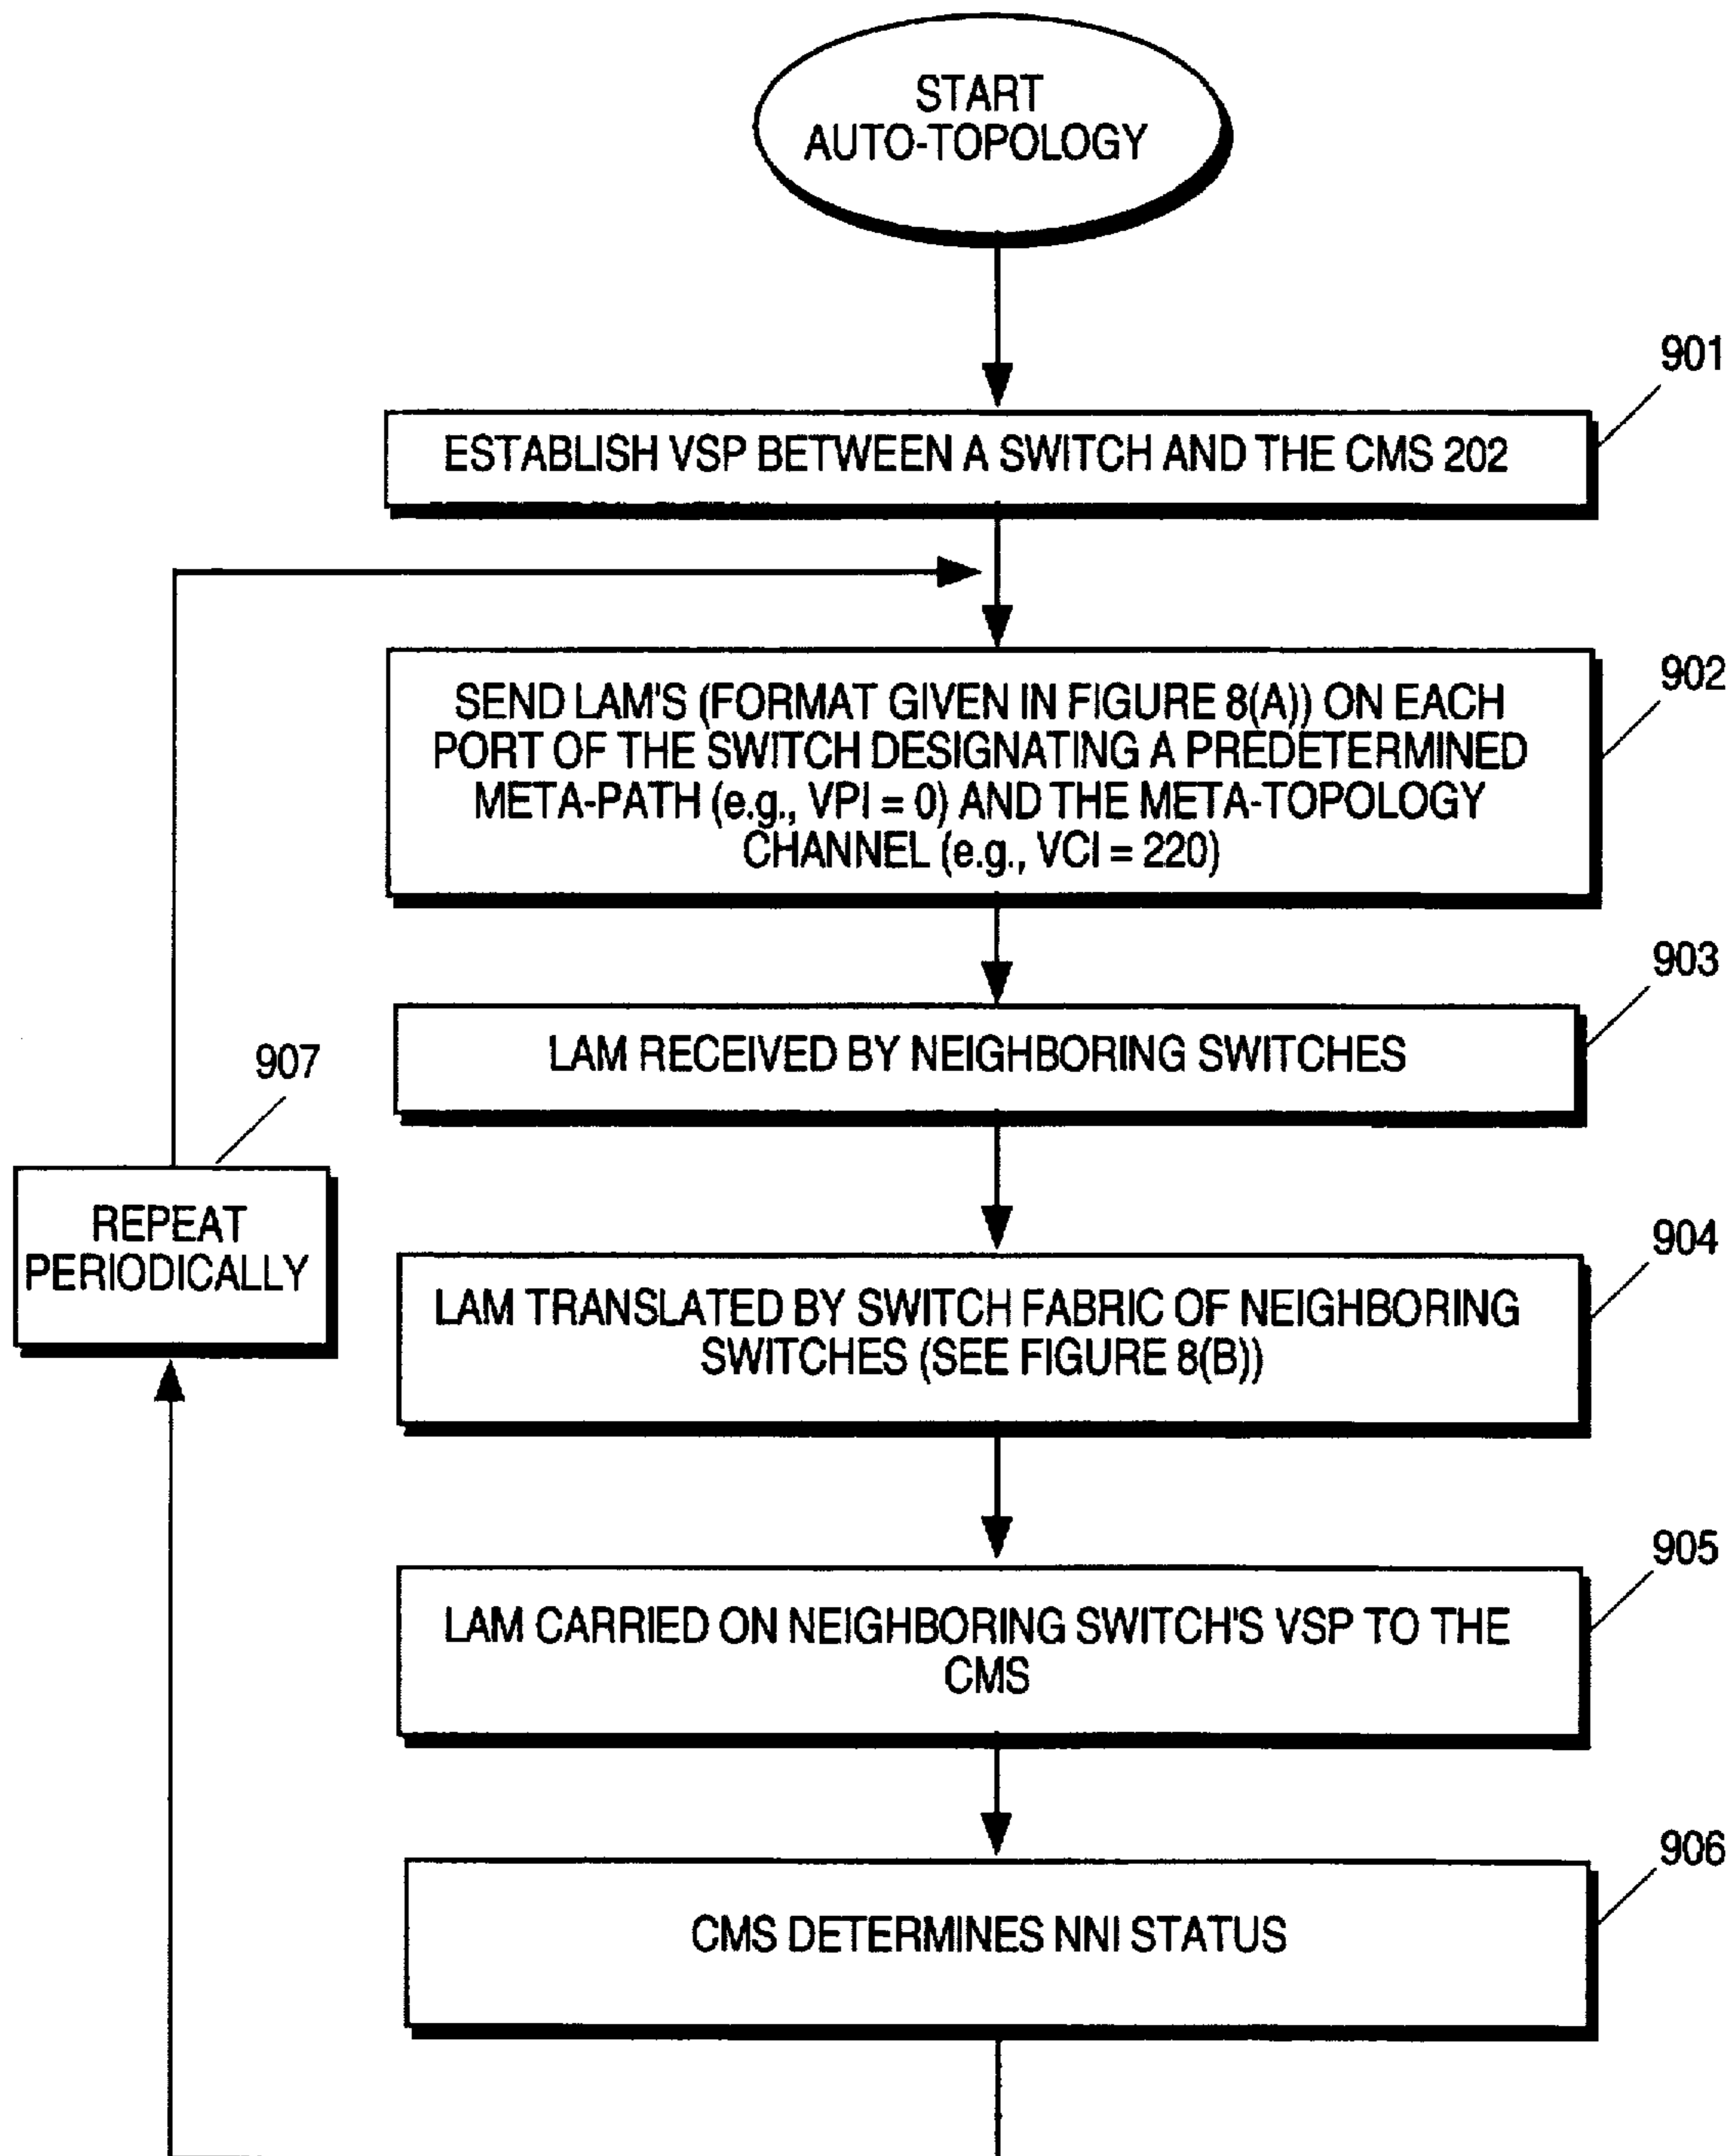 START
AUTO-TOPOLOGY
901
ESTABLISH VSP BETWEEN A SWITCH AND THE CMS 202
902
SEND LAM'S (FORMAT GIVEN IN FIGURE 8(A)) ON EACH
PORT OF THE SWITCH DESIGNATING A PREDETERMINED
META-PATH (e.g., VPI = 0) AND THE META-TOPOLOGY
CHANNEL (e.g., VCI = 220)
903
LAM RECEIVED BY NEIGHBORING SWITCHES
907
REPEAT
PERIODICALLY
904
LAM TRANSLATED BY SWITCH FABRIC OF NEIGHBORING
SWITCHES (SEE FIGURE 8(B))
905
LAM CARRIED ON NEIGHBORING SWITCH'S VSP TO THE
CMS
906
CMS DETERMINES NNI STATUS